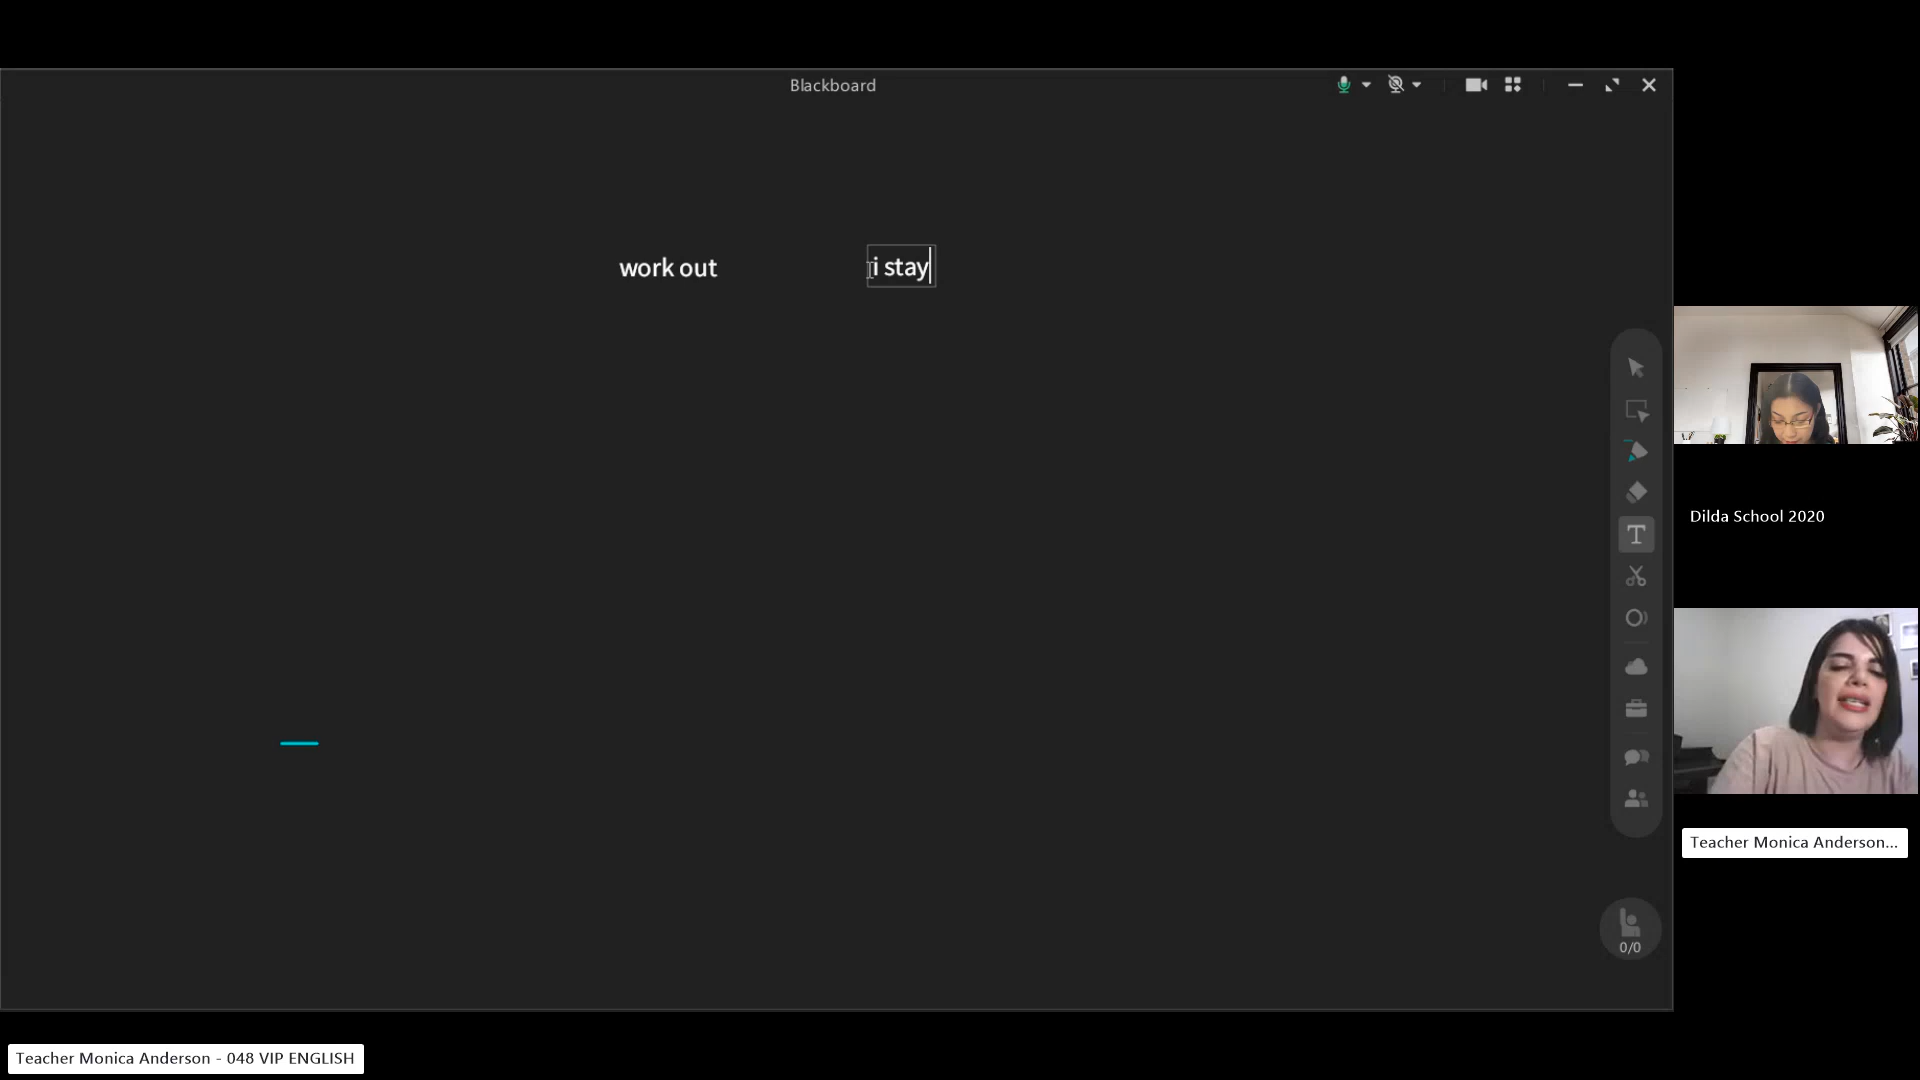 Blackboard
work out
i stay
Dilda School 2020
Teacher Monica Anderson...
0/0
Teacher Monica Anderson - 048 VIP ENGLISH